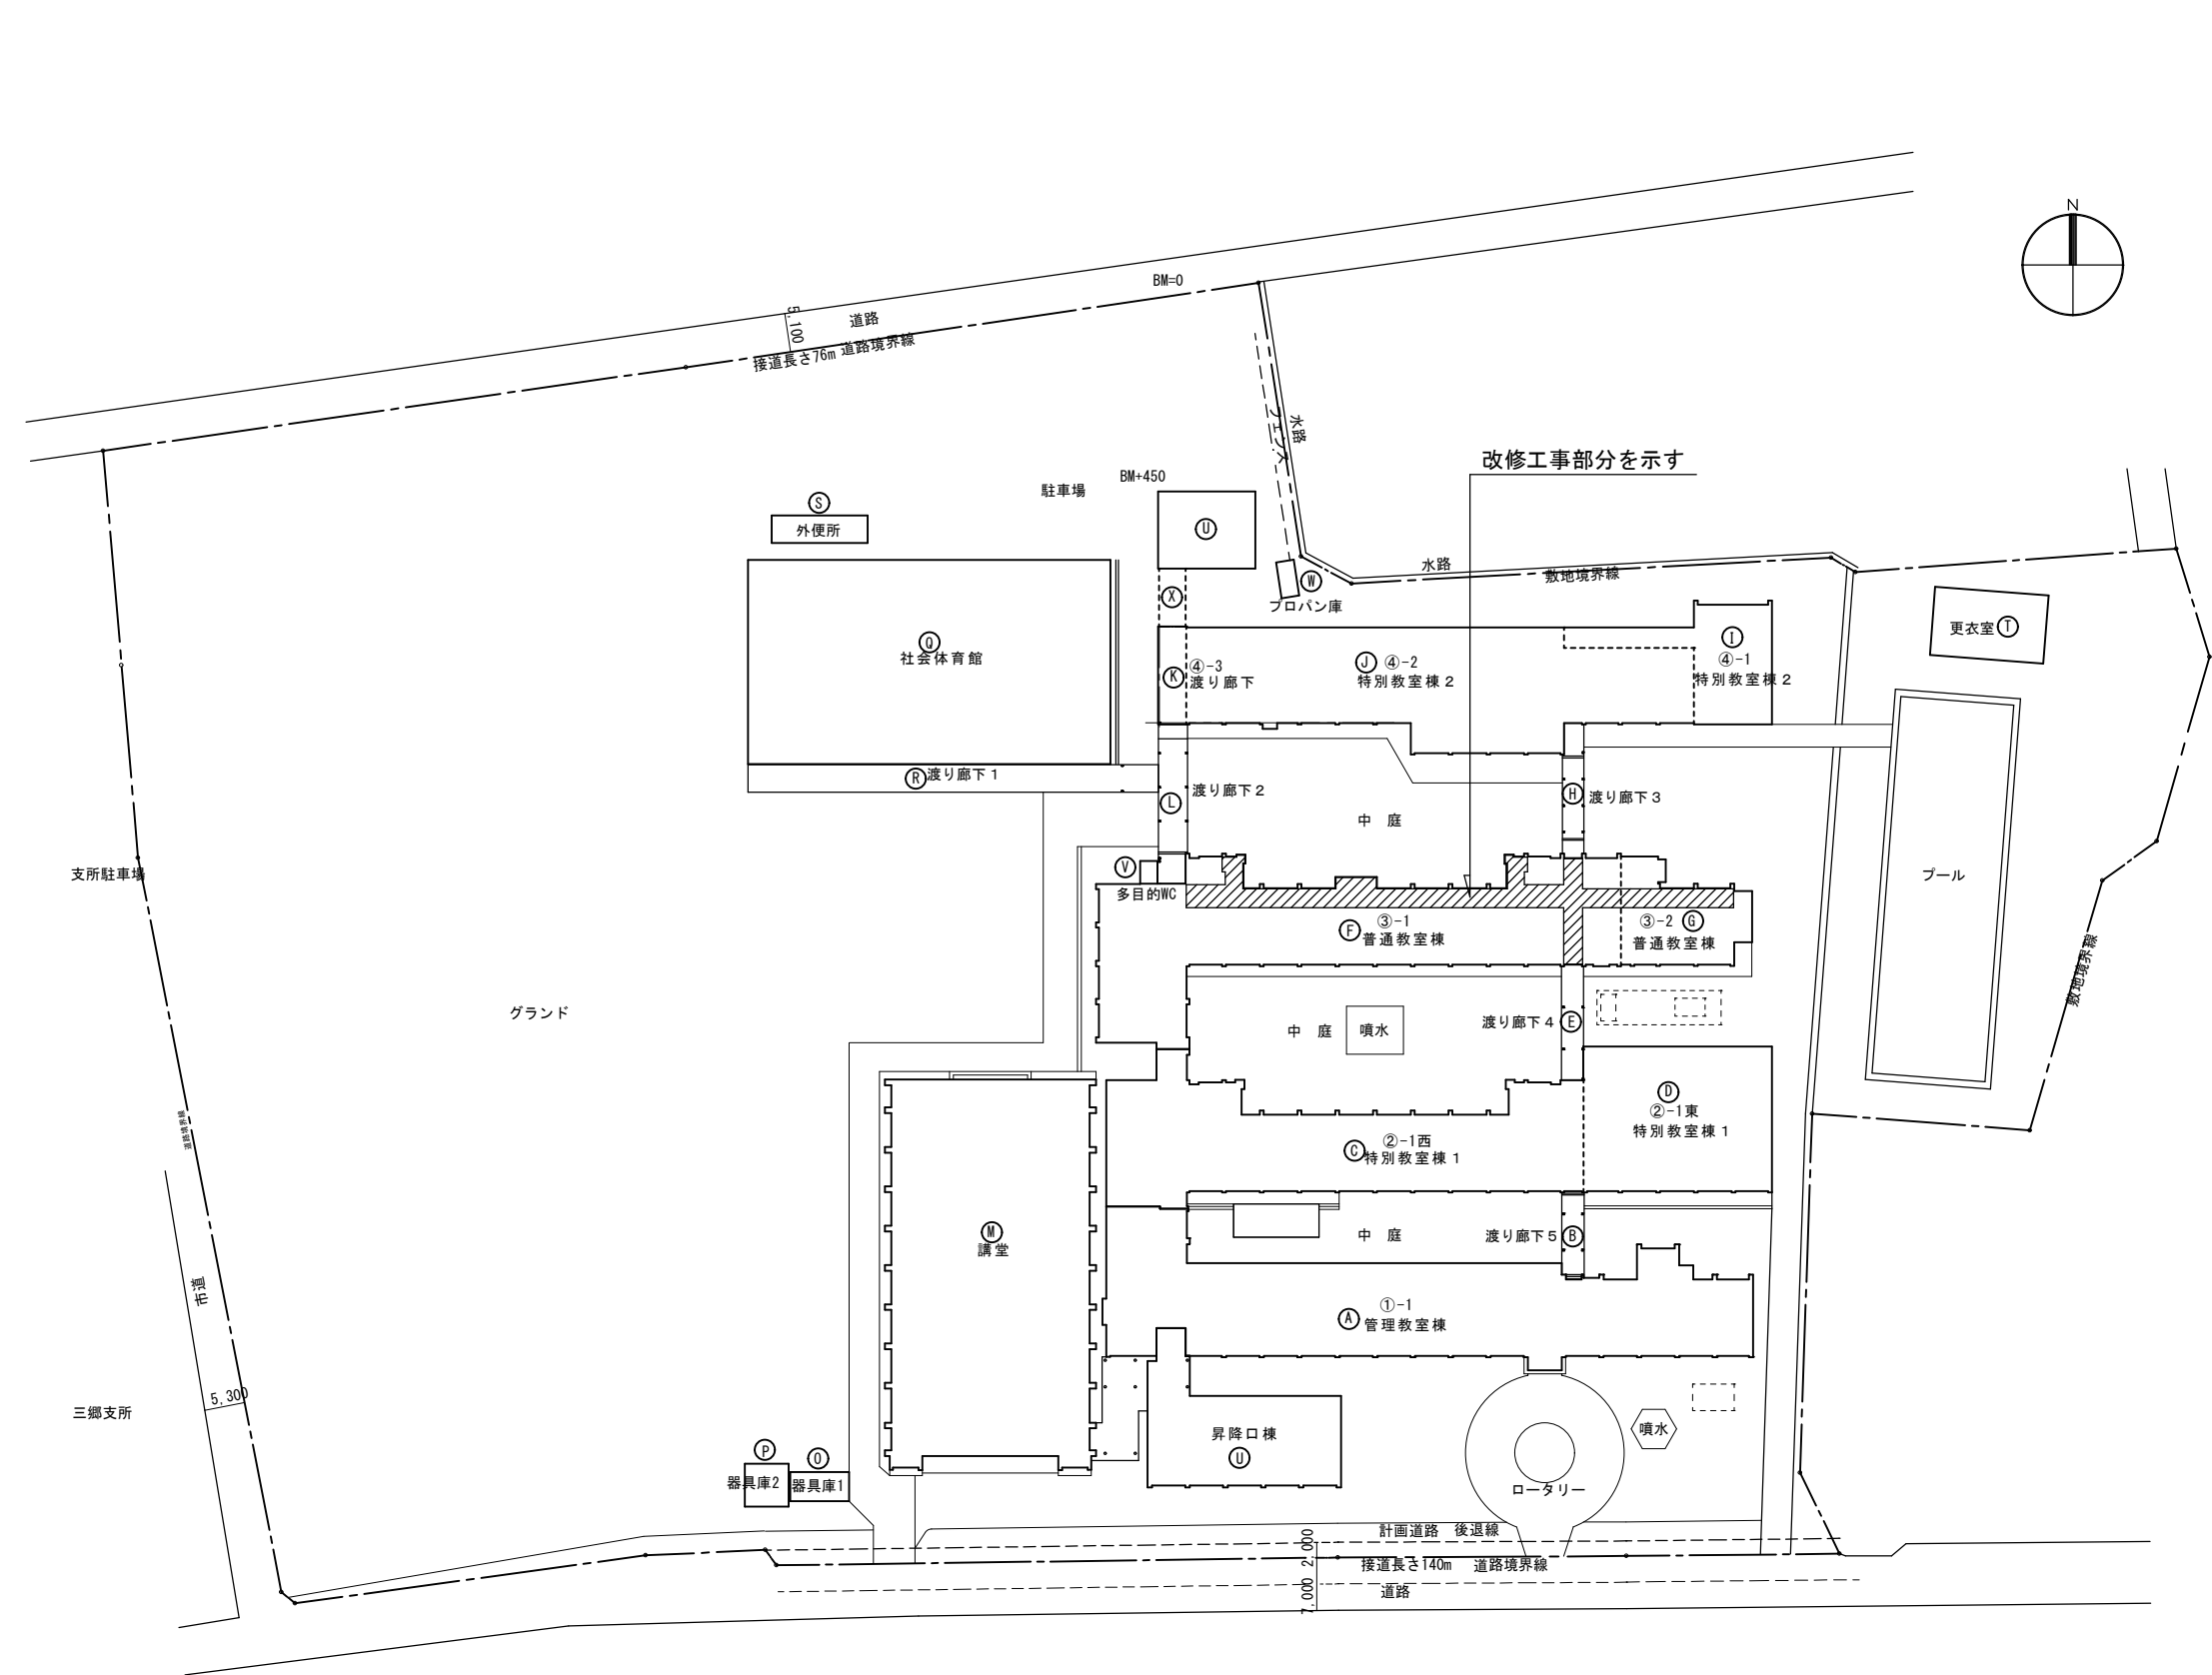 N
BM=0
道路
5,100
接道長さ76m 道路境界線
水路
フェンス
改修工事部分を示す
BM+450
駐車場
S
外便所
U
水路
敷地境界線
W
プロパン庫
X
更衣室 T
Q
社会体育館
K ④-3
渡り廊下
J ④-2
特別教室棟2
I
④-1
特別教室棟2
R 渡り廊下1
L
渡り廊下2
H 渡り廊下3
中 庭
V
多目的WC
支所駐車場
プール
F ③-1
普通教室棟
③-2 G
普通教室棟
敷地境界線
グランド
中 庭
噴水
渡り廊下4 E
D
②-1東
特別教室棟1
道路境界線
C ②-1西
特別教室棟1
M
講堂
中 庭
渡り廊下5 B
市道
A ①-1
管理教室棟
5,300
三郷支所
昇降口棟
U
噴水
ロータリー
P
器具庫2
O
器具庫1
計画道路 後退線
2,000
接道長さ140m 道路境界線
7,000
道路